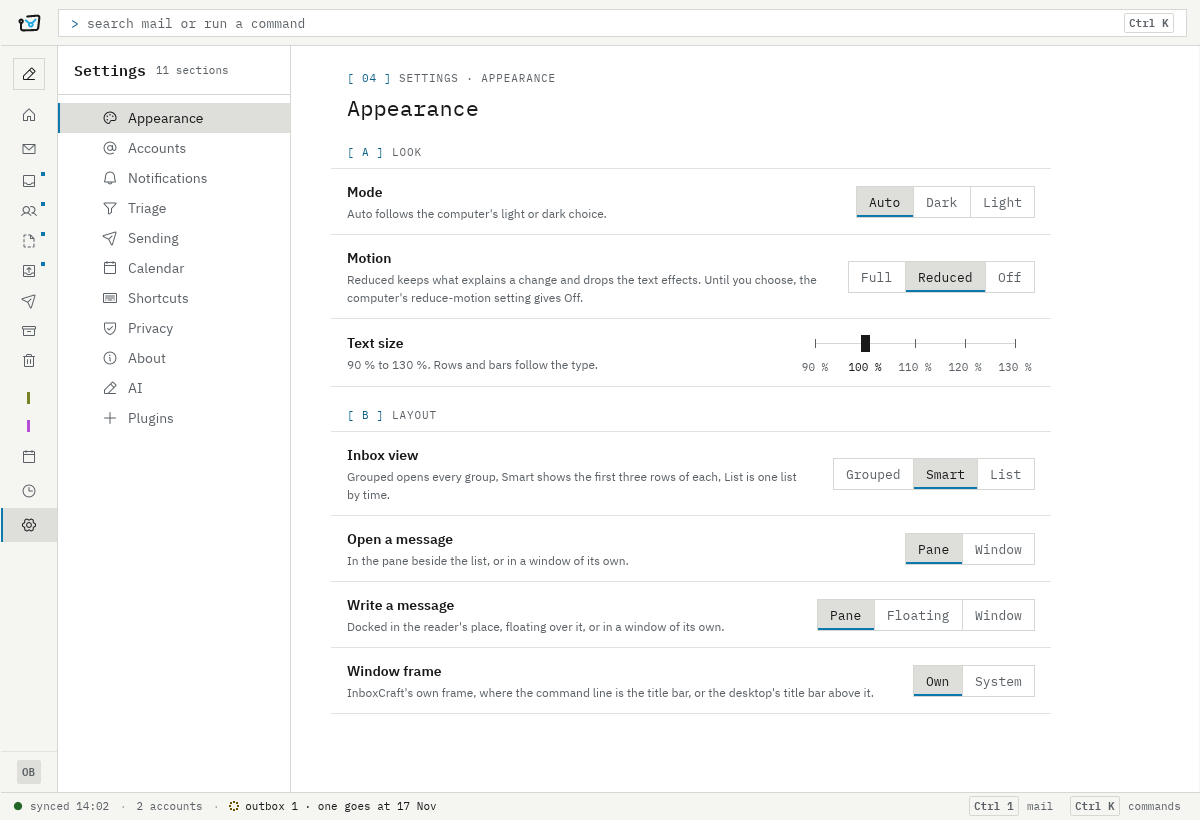 > search mail or run a command
Ctrl K
Settings 11 sections
Appearance
Accounts
Notifications
Triage
Sending
Calendar
Shortcuts
Privacy
About
AI
Plugins
OB
[ 04 ] SETTINGS · APPEARANCE
Appearance
[ A ] LOOK
Mode
Auto follows the computer's light or dark choice.
Auto Dark Light
Motion
Reduced keeps what explains a change and drops the text effects. Until you choose, the
computer's reduce-motion setting gives Off.
Full Reduced Off
Text size
90 % to 130 %. Rows and bars follow the type.
90 % 100 % 110 % 120 % 130 %
[ B ] LAYOUT
Inbox view
Grouped opens every group, Smart shows the first three rows of each, List is one list
by time.
Grouped Smart List
Open a message
In the pane beside the list, or in a window of its own.
Pane Window
Write a message
Docked in the reader's place, floating over it, or in a window of its own.
Pane Floating Window
Window frame
InboxCraft's own frame, where the command line is the title bar, or the desktop's title bar above it.
Own System
synced 14:02 · 2 accounts · outbox 1 · one goes at 17 Nov
Ctrl 1 mail Ctrl K commands